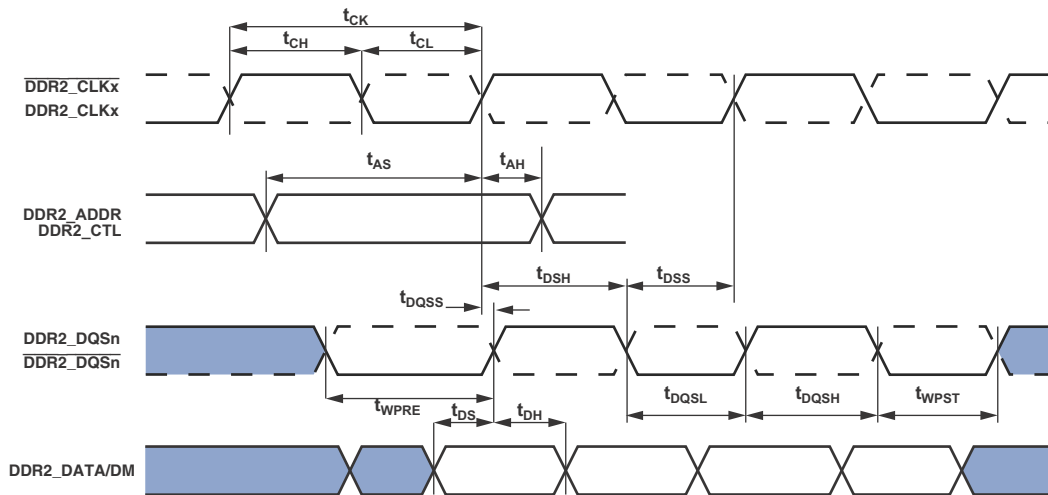 tCK
tCH
tCL
DDR2_CLKx
DDR2_CLKx
tAS
tAH
DDR2_ADDR
DDR2_CTL
tDSH
tDSS
tDQSS
DDR2_DQSn
DDR2_DQSn
tWPRE
tDQSL
tDQSH
tWPST
tDS
tDH
DDR2_DATA/DM